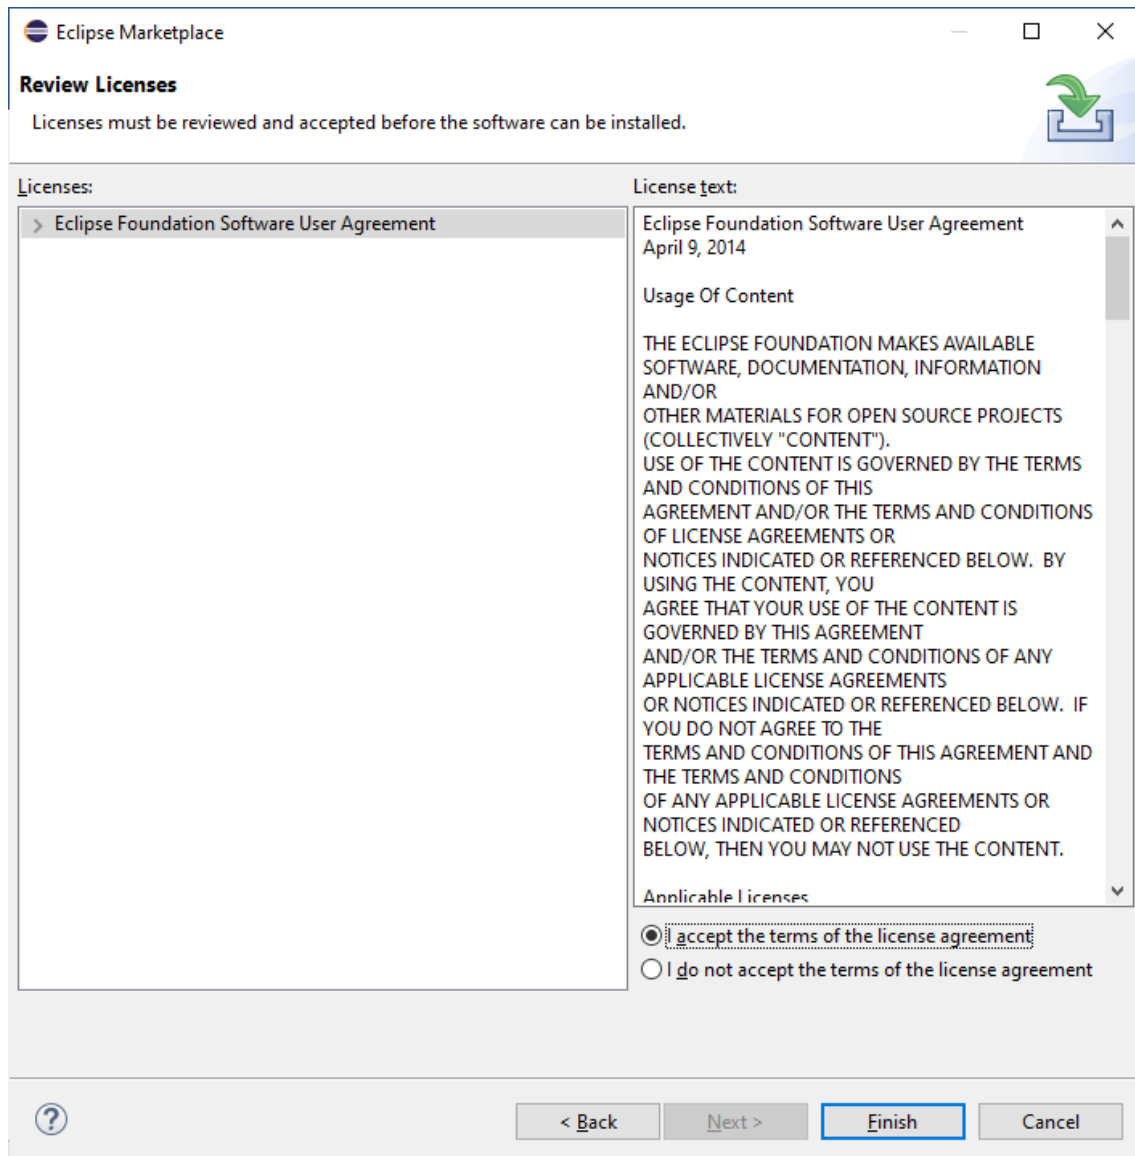 Eclipse Marketplace
Review Licenses
Licenses must be reviewed and accepted before the software can be installed.
Licenses:
Eclipse Foundation Software User Agreement
License text:
Eclipse Foundation Software User Agreement
April 9, 2014
Usage Of Content
THE ECLIPSE FOUNDATION MAKES AVAILABLE
SOFTWARE, DOCUMENTATION, INFORMATION
AND/OR
OTHER MATERIALS FOR OPEN SOURCE PROJECTS
(COLLECTIVELY "CONTENT").
USE OF THE CONTENT IS GOVERNED BY THE TERMS
AND CONDITIONS OF THIS
AGREEMENT AND/OR THE TERMS AND CONDITIONS
OF LICENSE AGREEMENTS OR
NOTICES INDICATED OR REFERENCED BELOW.  BY
USING THE CONTENT, YOU
AGREE THAT YOUR USE OF THE CONTENT IS
GOVERNED BY THIS AGREEMENT
AND/OR THE TERMS AND CONDITIONS OF ANY
APPLICABLE LICENSE AGREEMENTS
OR NOTICES INDICATED OR REFERENCED BELOW.  IF
YOU DO NOT AGREE TO THE
TERMS AND CONDITIONS OF THIS AGREEMENT AND
THE TERMS AND CONDITIONS
OF ANY APPLICABLE LICENSE AGREEMENTS OR
NOTICES INDICATED OR REFERENCED
BELOW, THEN YOU MAY NOT USE THE CONTENT.
Applicable Licenses
I accept the terms of the license agreement
I do not accept the terms of the license agreement
? < Back Next > Finish Cancel